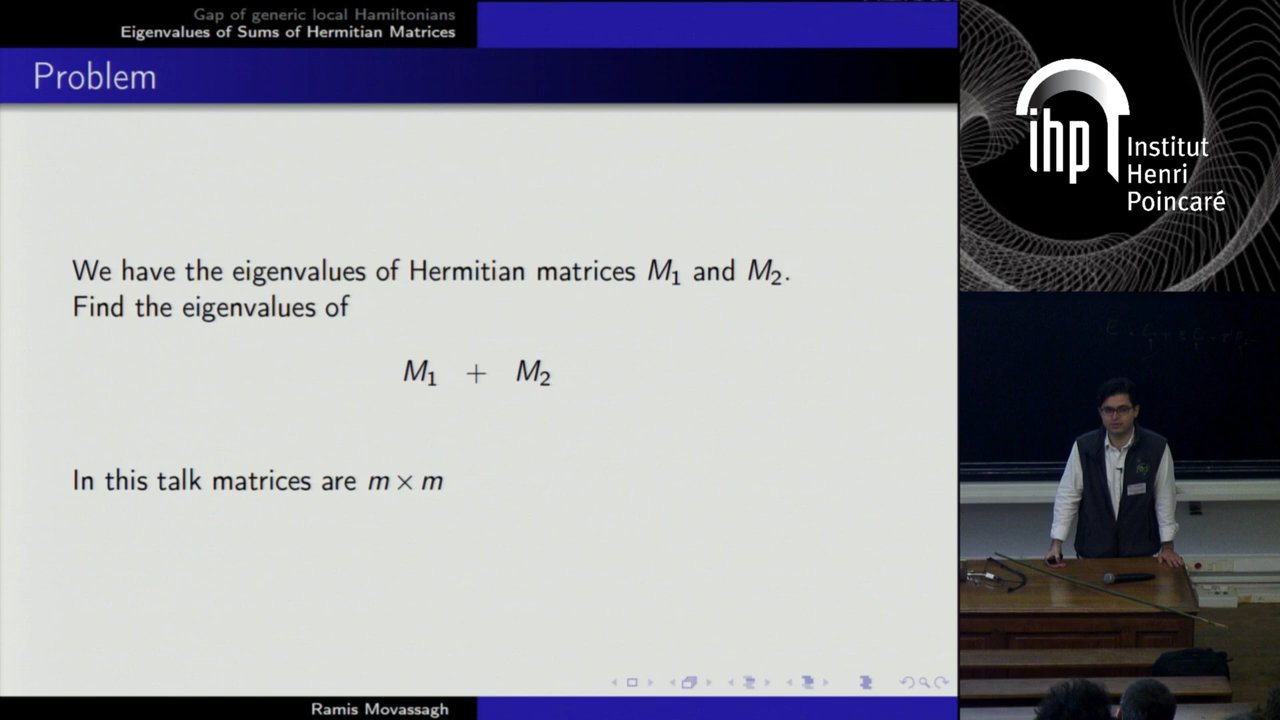 Gap of generic local Hamiltonians
Eigenvalues of Sums of Hermitian Matrices
Problem
We have the eigenvalues of Hermitian matrices M₁ and M₂.
Find the eigenvalues of
M₁ + M₂
In this talk matrices are m × m
Ramis Movassagh
ihp
Institut
Henri
Poincaré